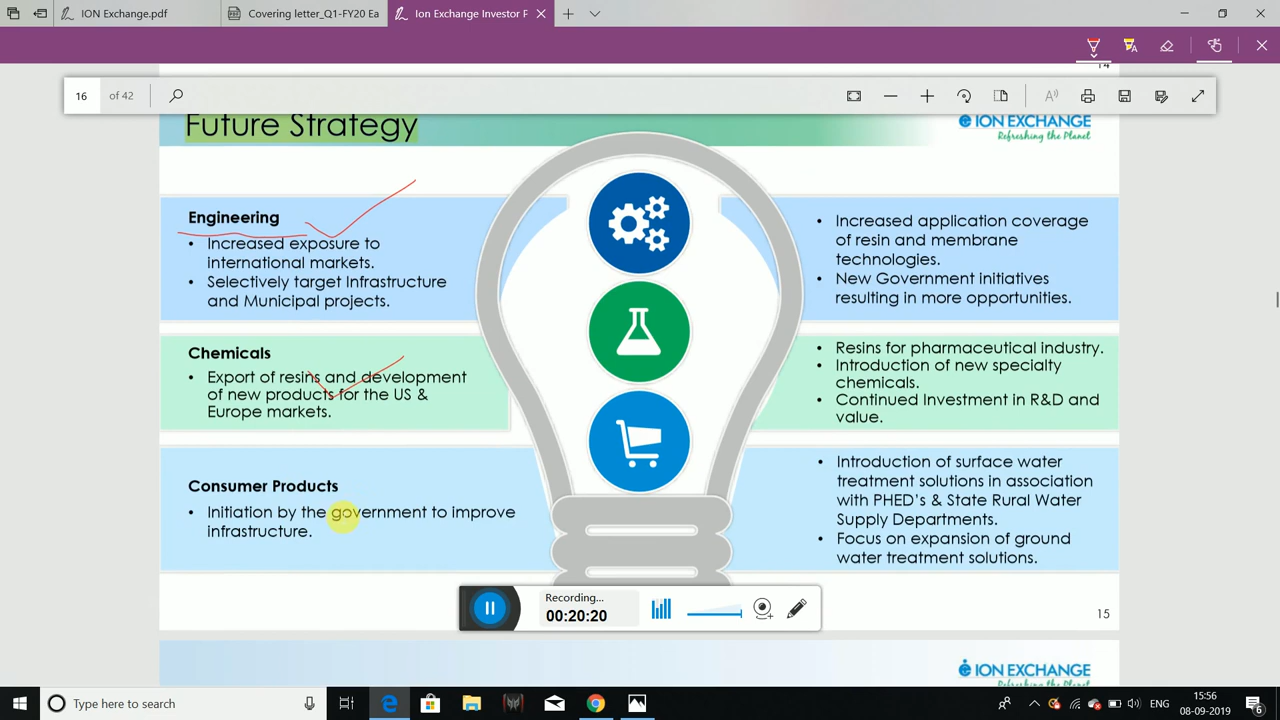 ION Exchange.pdf
Covering letter_Q1-FY20 Ea
Ion Exchange Investor P
16 of 42
14
Future Strategy
ION EXCHANGE
Refreshing the Planet
Engineering
• Increased exposure to
international markets.
• Selectively target Infrastructure
and Municipal projects.
• Increased application coverage
of resin and membrane
technologies.
• New Government initiatives
resulting in more opportunities.
Chemicals
• Export of resins and development
of new products for the US &
Europe markets.
• Resins for pharmaceutical industry.
• Introduction of new specialty
chemicals.
• Continued Investment in R&D and
value.
Consumer Products
• Initiation by the government to improve
infrastructure.
• Introduction of surface water
treatment solutions in association
with PHED's & State Rural Water
Supply Departments.
• Focus on expansion of ground
water treatment solutions.
Recording...
00:20:20
15
ION EXCHANGE
Refreshing the Planet
Type here to search
ENG
15:56
08-09-2019
6